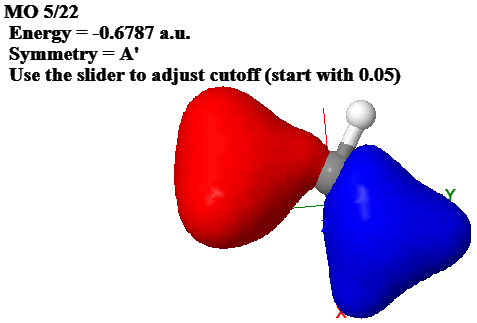 MO 5/22
Energy = -0.6787 a.u.
Symmetry = A'
Use the slider to adjust cutoff (start with 0.05)
Y
X